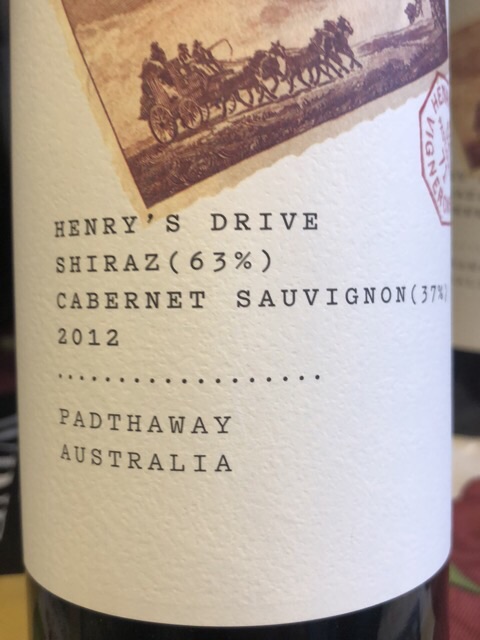 HENRY'S DRIVE
SHIRAZ(63%)
CABERNET SAUVIGNON(37%)
2012
...................
PADTHAWAY
AUSTRALIA